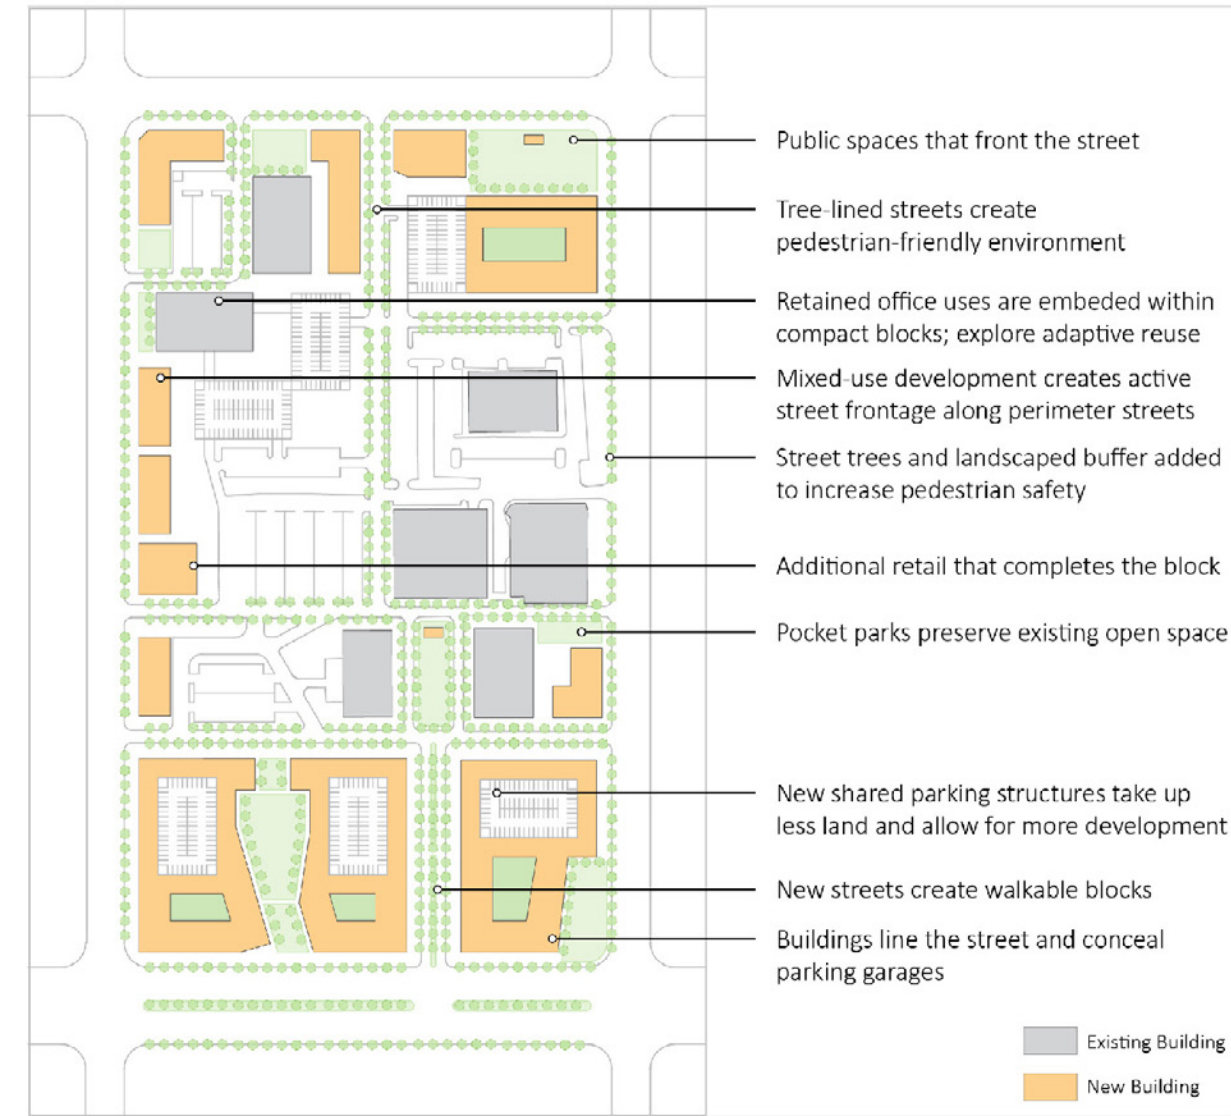 Public spaces that front the street
Tree-lined streets create
pedestrian-friendly environment
Retained office uses are embeded within
compact blocks; explore adaptive reuse
Mixed-use development creates active
street frontage along perimeter streets
Street trees and landscaped buffer added
to increase pedestrian safety
Additional retail that completes the block
Pocket parks preserve existing open space
New shared parking structures take up
less land and allow for more development
New streets create walkable blocks
Buildings line the street and conceal
parking garages
Existing Building
New Building